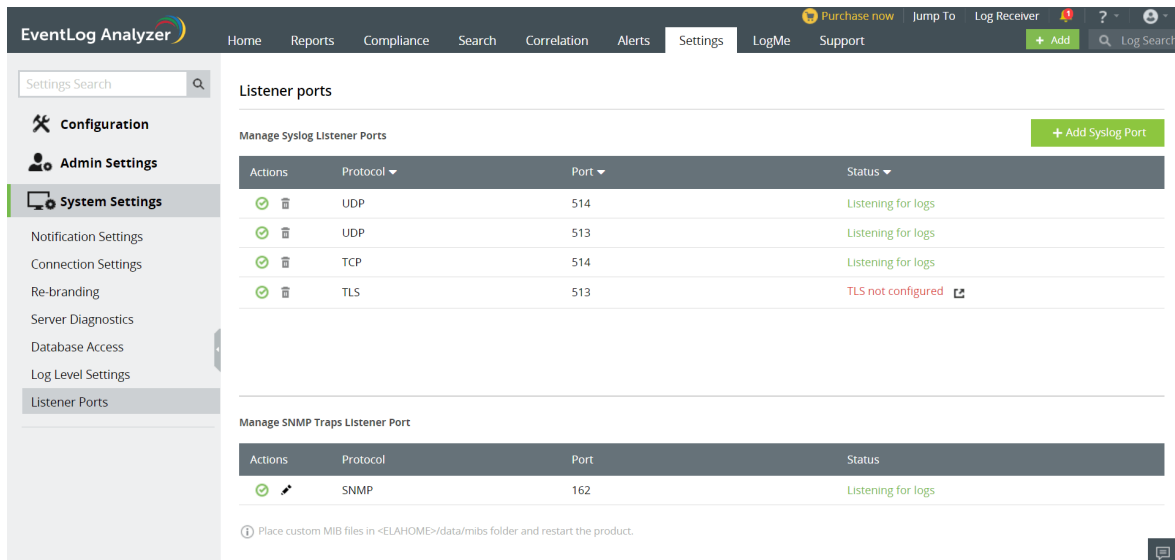 Purchase now Jump To Log Receiver 1 ?
EventLog Analyzer
Home Reports Compliance Search Correlation Alerts Settings LogMe Support + Add Log Search
Settings Search
Configuration
Admin Settings
System Settings
Notification Settings
Connection Settings
Re-branding
Server Diagnostics
Database Access
Log Level Settings
Listener Ports
Listener ports
Manage Syslog Listener Ports
+ Add Syslog Port
Actions Protocol Port Status
UDP 514 Listening for logs
UDP 513 Listening for logs
TCP 514 Listening for logs
TLS 513 TLS not configured
Manage SNMP Traps Listener Port
Actions Protocol Port Status
SNMP 162 Listening for logs
Place custom MIB files in <ELAHOME>/data/mibs folder and restart the product.